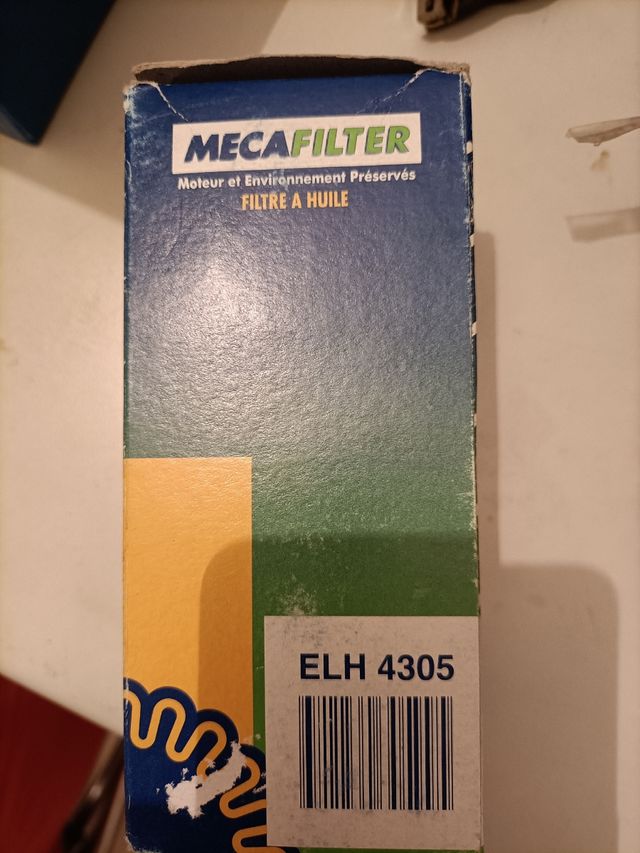 MECAFILTER
Moteur et Environnement Préservés
FILTRE A HUILE
ELH 4305